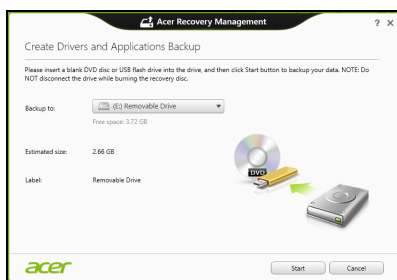 Acer Recovery Management
? ×
Create Drivers and Applications Backup
Please insert a blank DVD disc or USB flash drive into the drive, and then click Start button to backup your data. NOTE: Do
NOT disconnect the drive while burning the recovery disc.
Backup to: (E:) Removable Drive
Free space: 3.72 GB
Estimated size: 2.66 GB
DVD
Label: Removable Drive
acer Start Cancel